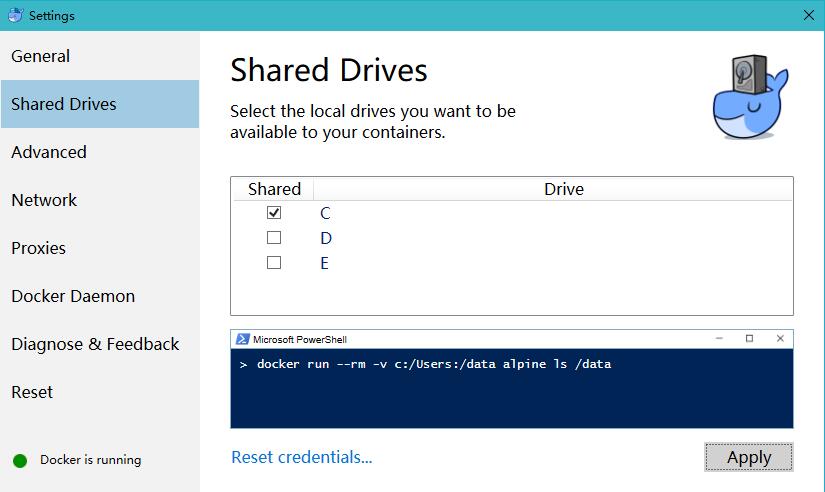 Settings
General
Shared Drives
Advanced
Network
Proxies
Docker Daemon
Diagnose & Feedback
Reset
Docker is running
Shared Drives
Select the local drives you want to be
available to your containers.
Shared Drive
C
D
E
Microsoft PowerShell
> docker run --rm -v c:/Users:/data alpine ls /data
Reset credentials...
Apply